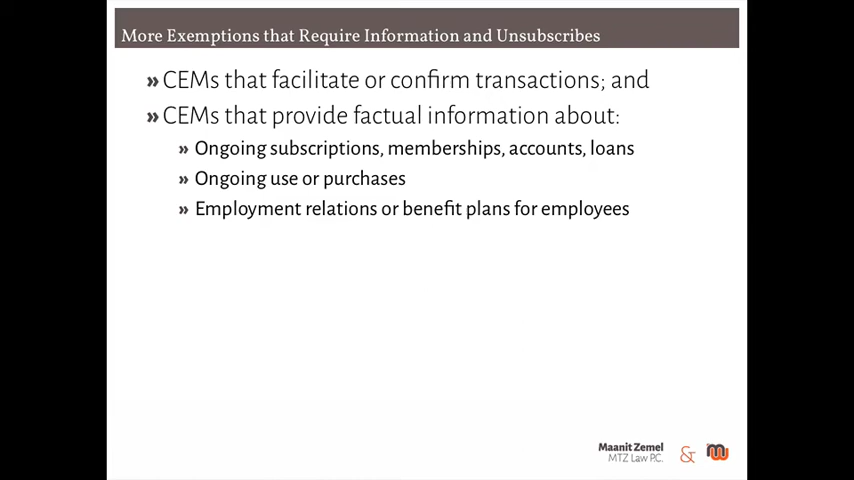 More Exemptions that Require Information and Unsubscribes
» CEMs that facilitate or confirm transactions; and
» CEMs that provide factual information about:
» Ongoing subscriptions, memberships, accounts, loans
» Ongoing use or purchases
» Employment relations or benefit plans for employees
Maanit Zemel
MTZ Law P.C.
&